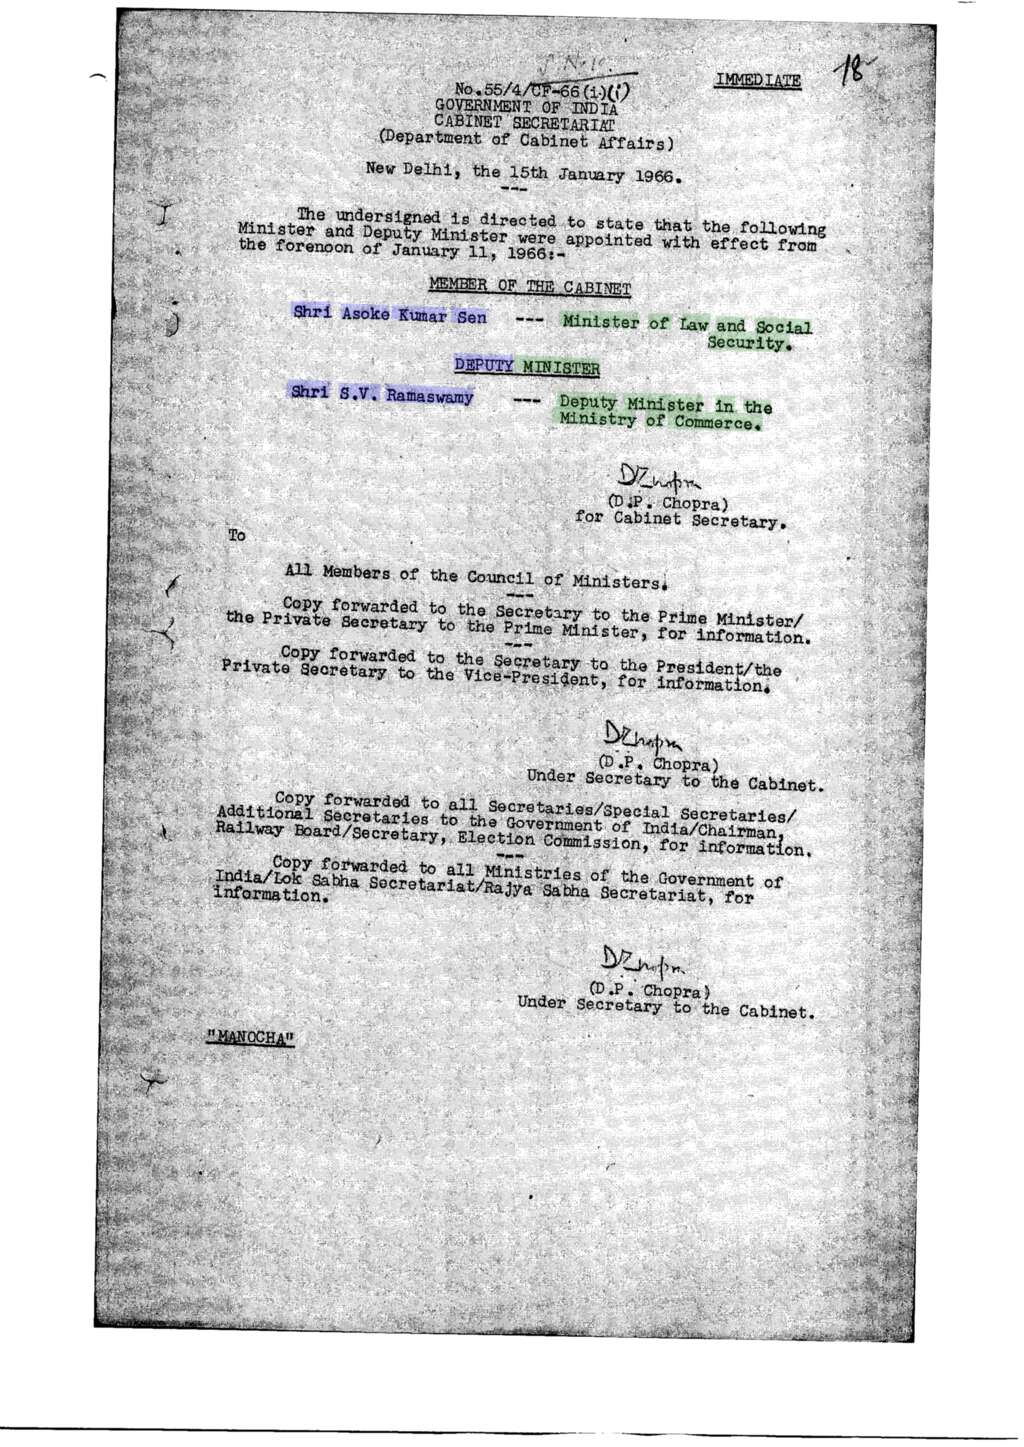 IMMEDIATE
18
No.55/4/CF-66(i)(i)
GOVERNMENT OF INDIA
CABINET SECRETARIAT
(Department of Cabinet Affairs)
New Delhi, the 15th January 1966.
---
The undersigned is directed to state that the following
Minister and Deputy Minister were appointed with effect from
the forenoon of January 11, 1966:-
MEMBER OF THE CABINET
Shri Asoke Kumar Sen --- Minister of Law and Social
Security.
DEPUTY MINISTER
Shri S.V. Ramaswamy --- Deputy Minister in the
Ministry of Commerce.
DPChopra
(D.P. Chopra)
for Cabinet Secretary.
To
All Members of the Council of Ministers.
---
Copy forwarded to the Secretary to the Prime Minister/
the Private Secretary to the Prime Minister, for information.
---
Copy forwarded to the Secretary to the President/the
Private Secretary to the Vice-President, for information.
DPChopra
(D.P. Chopra)
Under Secretary to the Cabinet.
Copy forwarded to all Secretaries/Special Secretaries/
Additional Secretaries to the Government of India/Chairman,
Railway Board/Secretary, Election Commission, for information.
---
Copy forwarded to all Ministries of the Government of
India/Lok Sabha Secretariat/Rajya Sabha Secretariat, for
information.
DPChopra
(D.P. Chopra)
Under Secretary to the Cabinet.
"MANOCHA"